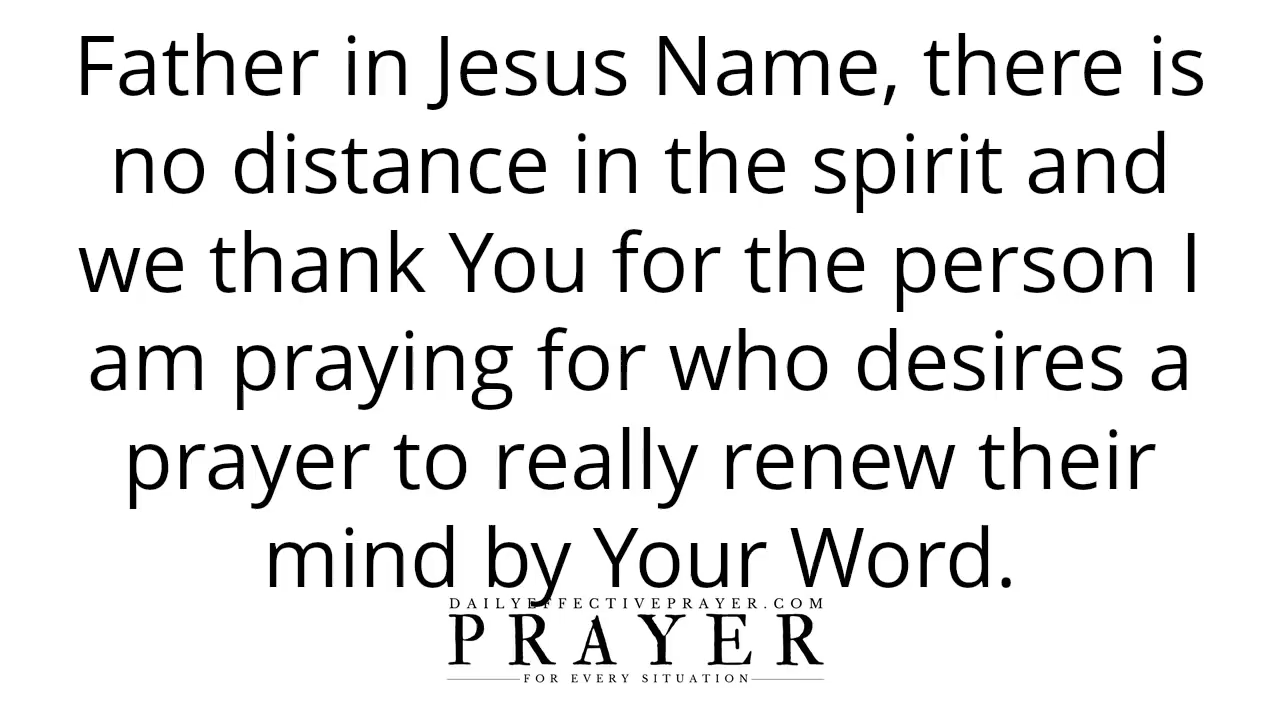 Father in Jesus Name, there is
no distance in the spirit and
we thank You for the person I
am praying for who desires a
prayer to really renew their
mind by Your Word.
DAILYEFFECTIVEPRAYER.COM
PRAYER
FOR EVERY SITUATION